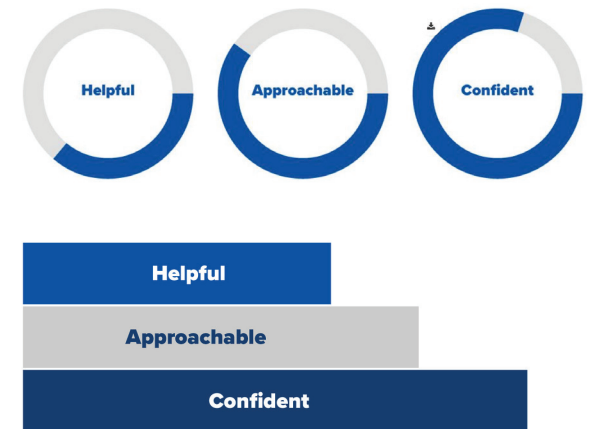 Helpful
Approachable
Confident
Helpful
Approachable
Confident